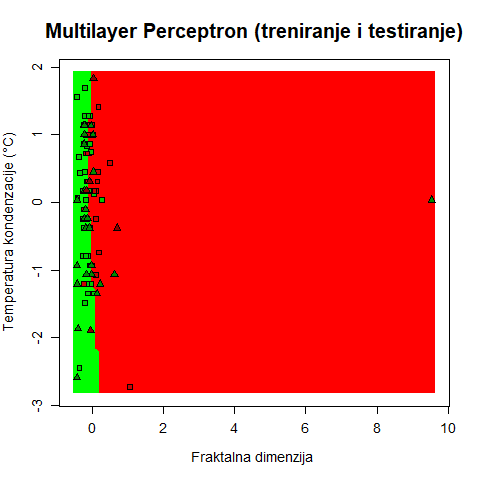 Multilayer Perceptron (treniranje i testiranje)
Temperatura kondenzacije (°C)
2
1
0
-1
-2
-3
0 2 4 6 8 10
Fraktalna dimenzija